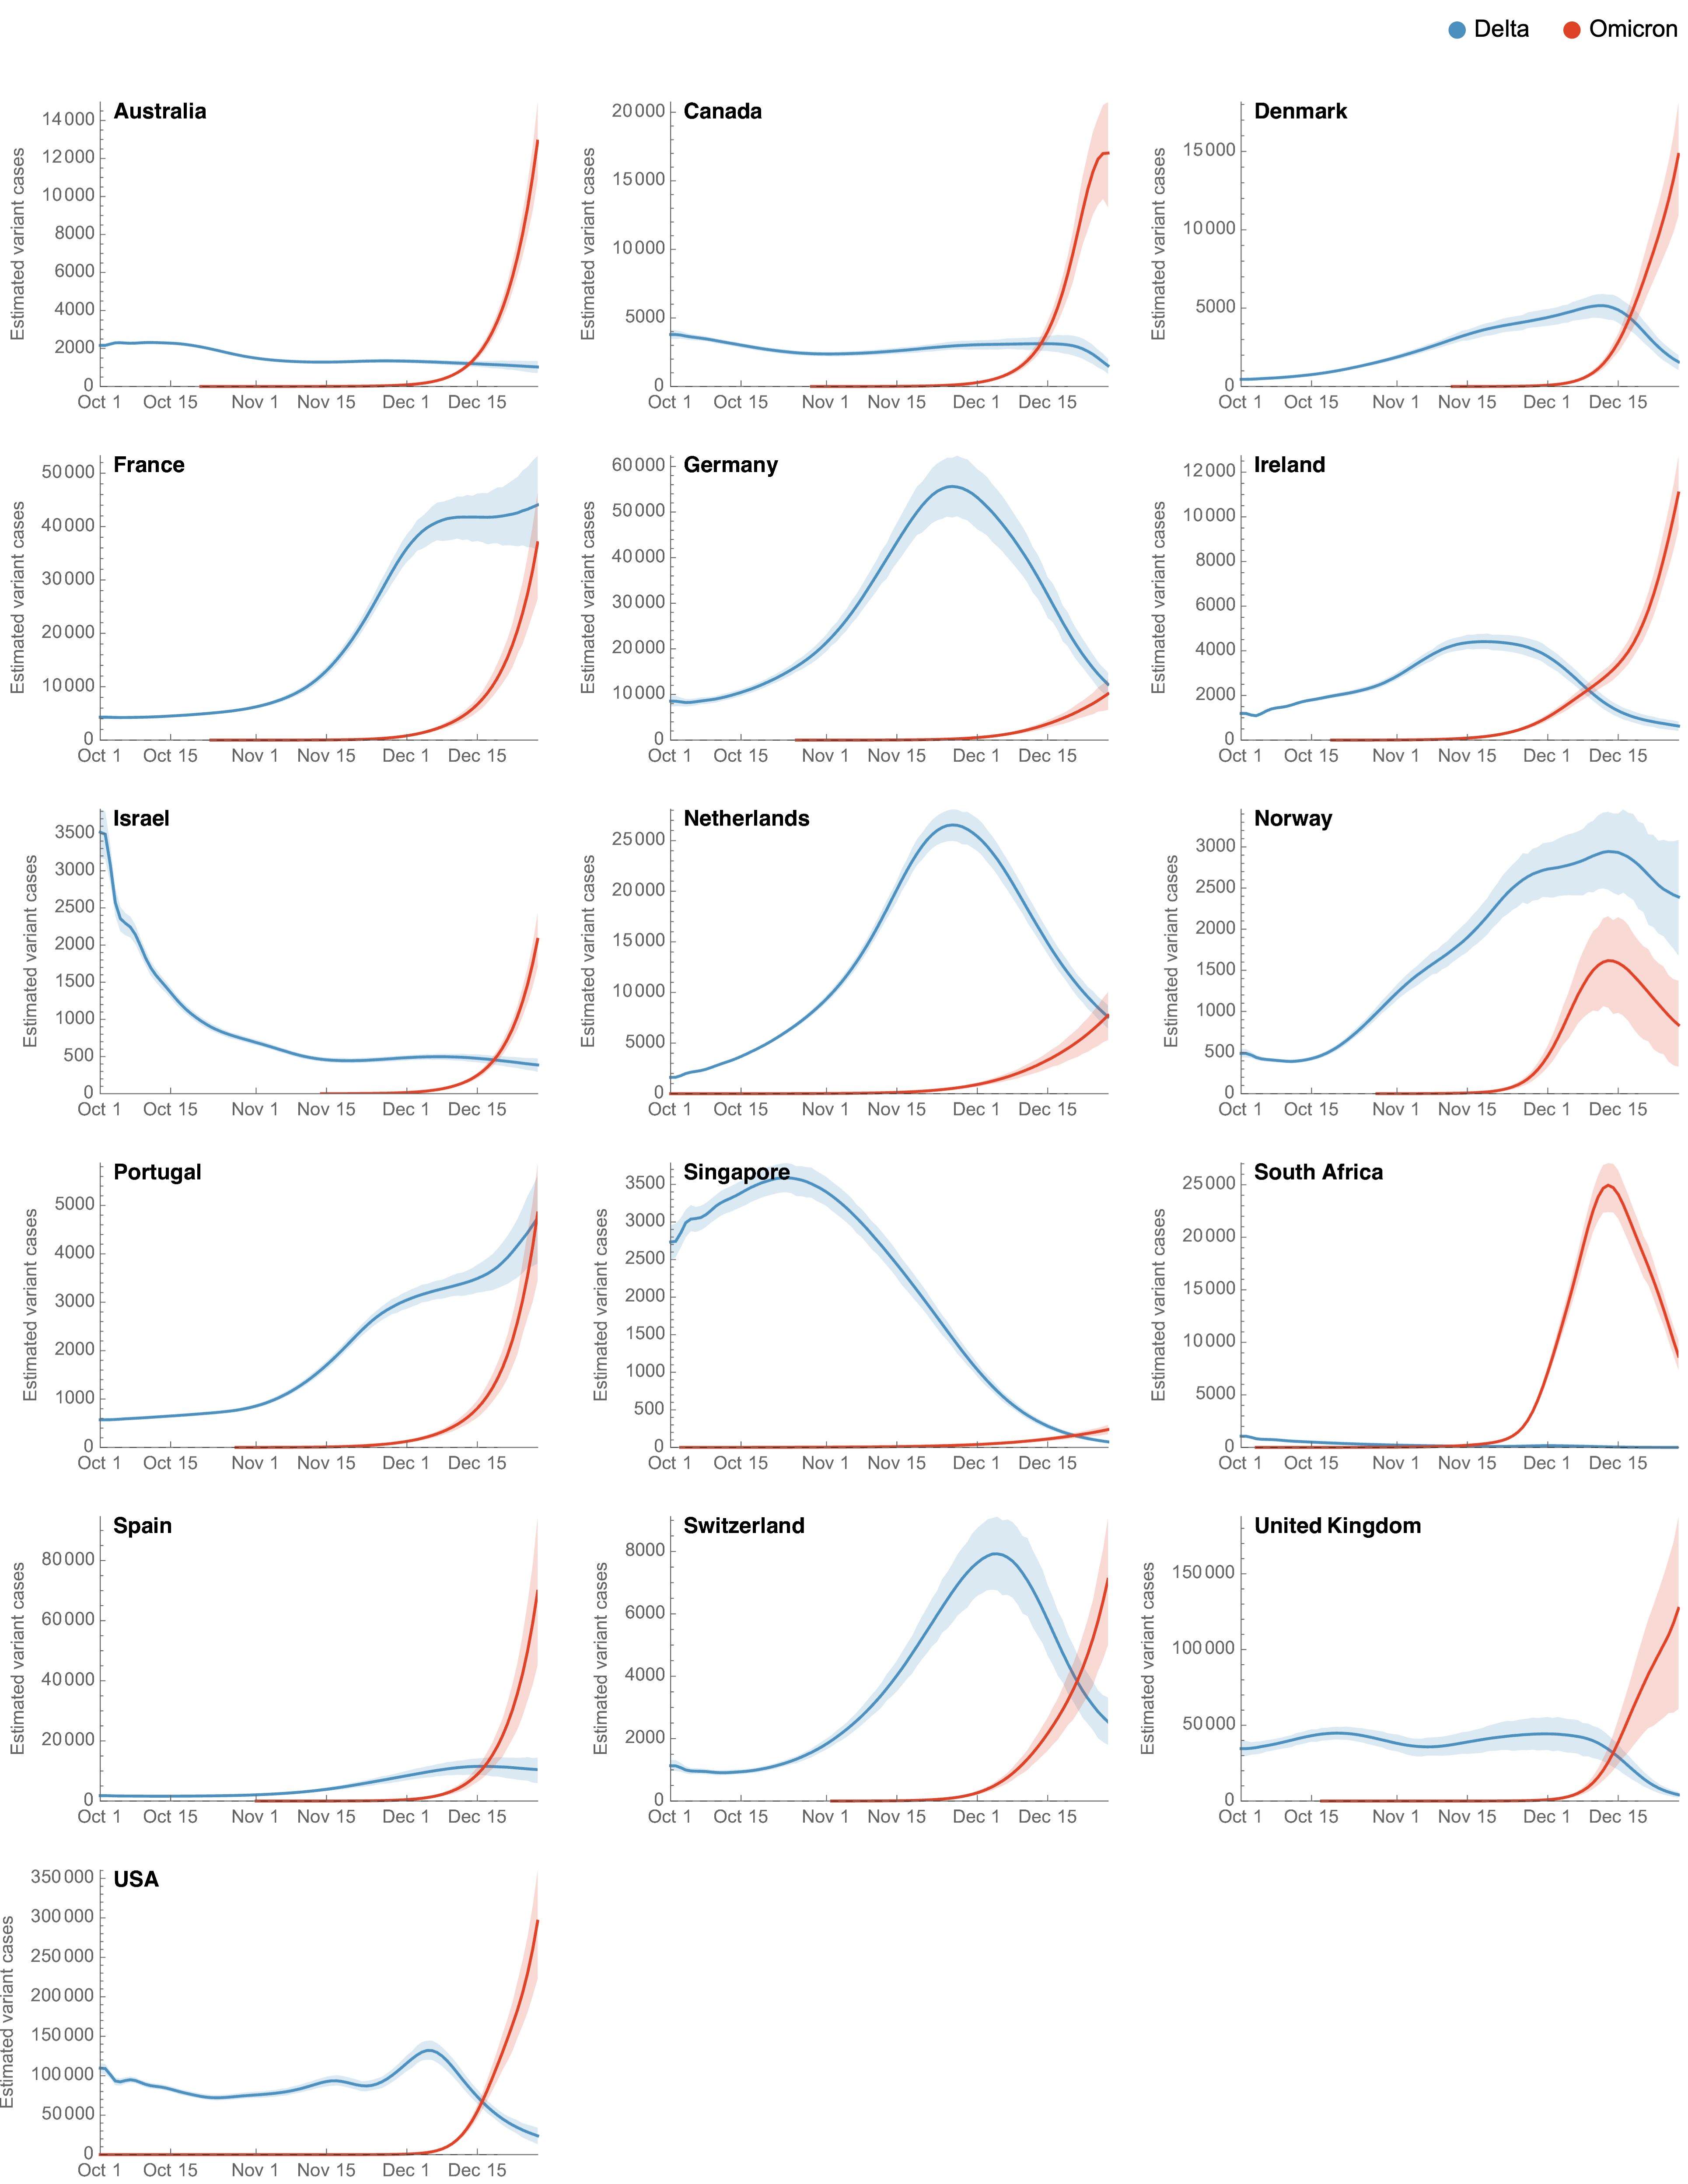 Delta Omicron
Australia
Estimated variant cases
14000
12000
10000
8000
6000
4000
2000
0
Oct 1 Oct 15 Nov 1 Nov 15 Dec 1 Dec 15
Canada
Estimated variant cases
20000
15000
10000
5000
0
Oct 1 Oct 15 Nov 1 Nov 15 Dec 1 Dec 15
Denmark
Estimated variant cases
15000
10000
5000
0
Oct 1 Oct 15 Nov 1 Nov 15 Dec 1 Dec 15
France
Estimated variant cases
50000
40000
30000
20000
10000
0
Oct 1 Oct 15 Nov 1 Nov 15 Dec 1 Dec 15
Germany
Estimated variant cases
60000
50000
40000
30000
20000
10000
0
Oct 1 Oct 15 Nov 1 Nov 15 Dec 1 Dec 15
Ireland
Estimated variant cases
12000
10000
8000
6000
4000
2000
0
Oct 1 Oct 15 Nov 1 Nov 15 Dec 1 Dec 15
Israel
Estimated variant cases
3500
3000
2500
2000
1500
1000
500
0
Oct 1 Oct 15 Nov 1 Nov 15 Dec 1 Dec 15
Netherlands
Estimated variant cases
25000
20000
15000
10000
5000
0
Oct 1 Oct 15 Nov 1 Nov 15 Dec 1 Dec 15
Norway
Estimated variant cases
3000
2500
2000
1500
1000
500
0
Oct 1 Oct 15 Nov 1 Nov 15 Dec 1 Dec 15
Portugal
Estimated variant cases
5000
4000
3000
2000
1000
0
Oct 1 Oct 15 Nov 1 Nov 15 Dec 1 Dec 15
Singapore
Estimated variant cases
3500
3000
2500
2000
1500
1000
500
0
Oct 1 Oct 15 Nov 1 Nov 15 Dec 1 Dec 15
South Africa
Estimated variant cases
25000
20000
15000
10000
5000
0
Oct 1 Oct 15 Nov 1 Nov 15 Dec 1 Dec 15
Spain
Estimated variant cases
80000
60000
40000
20000
0
Oct 1 Oct 15 Nov 1 Nov 15 Dec 1 Dec 15
Switzerland
Estimated variant cases
8000
6000
4000
2000
0
Oct 1 Oct 15 Nov 1 Nov 15 Dec 1 Dec 15
United Kingdom
Estimated variant cases
150000
100000
50000
0
Oct 1 Oct 15 Nov 1 Nov 15 Dec 1 Dec 15
USA
Estimated variant cases
350000
300000
250000
200000
150000
100000
50000
0
Oct 1 Oct 15 Nov 1 Nov 15 Dec 1 Dec 15